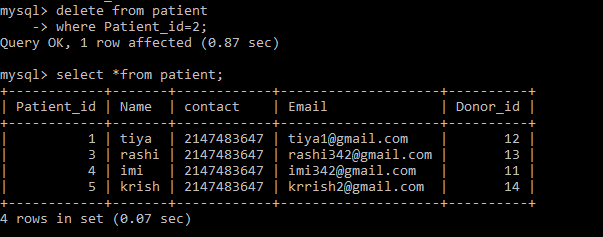 mysql> delete from patient
    -> where Patient_id=2;
Query OK, 1 row affected (0.87 sec)

mysql> select *from patient;
+------------+-------+------------+--------------------+----------+
| Patient_id | Name  | contact    | Email              | Donor_id |
+------------+-------+------------+--------------------+----------+
|          1 | tiya  | 2147483647 | tiya1@gmail.com    |       12 |
|          3 | rashi | 2147483647 | rashi342@gmail.com |       13 |
|          4 | imi   | 2147483647 | imi342@gmail.com   |       11 |
|          5 | krish | 2147483647 | krrish2@gmail.com  |       14 |
+------------+-------+------------+--------------------+----------+
4 rows in set (0.07 sec)